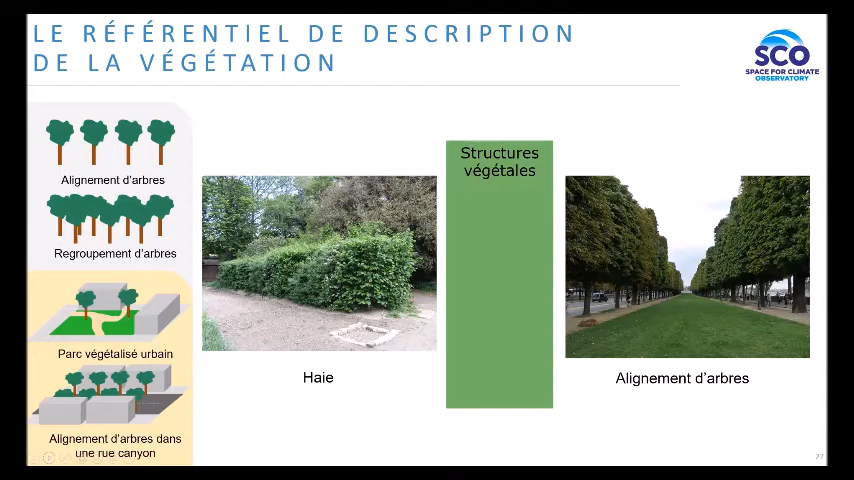 LE RÉFÉRENTIEL DE DESCRIPTION
DE LA VÉGÉTATION
SCO
SPACE FOR CLIMATE
OBSERVATORY
Alignement d'arbres
Regroupement d'arbres
Parc végétalisé urbain
Alignement d'arbres dans
une rue canyon
Haie
Structures
végétales
Alignement d'arbres
27